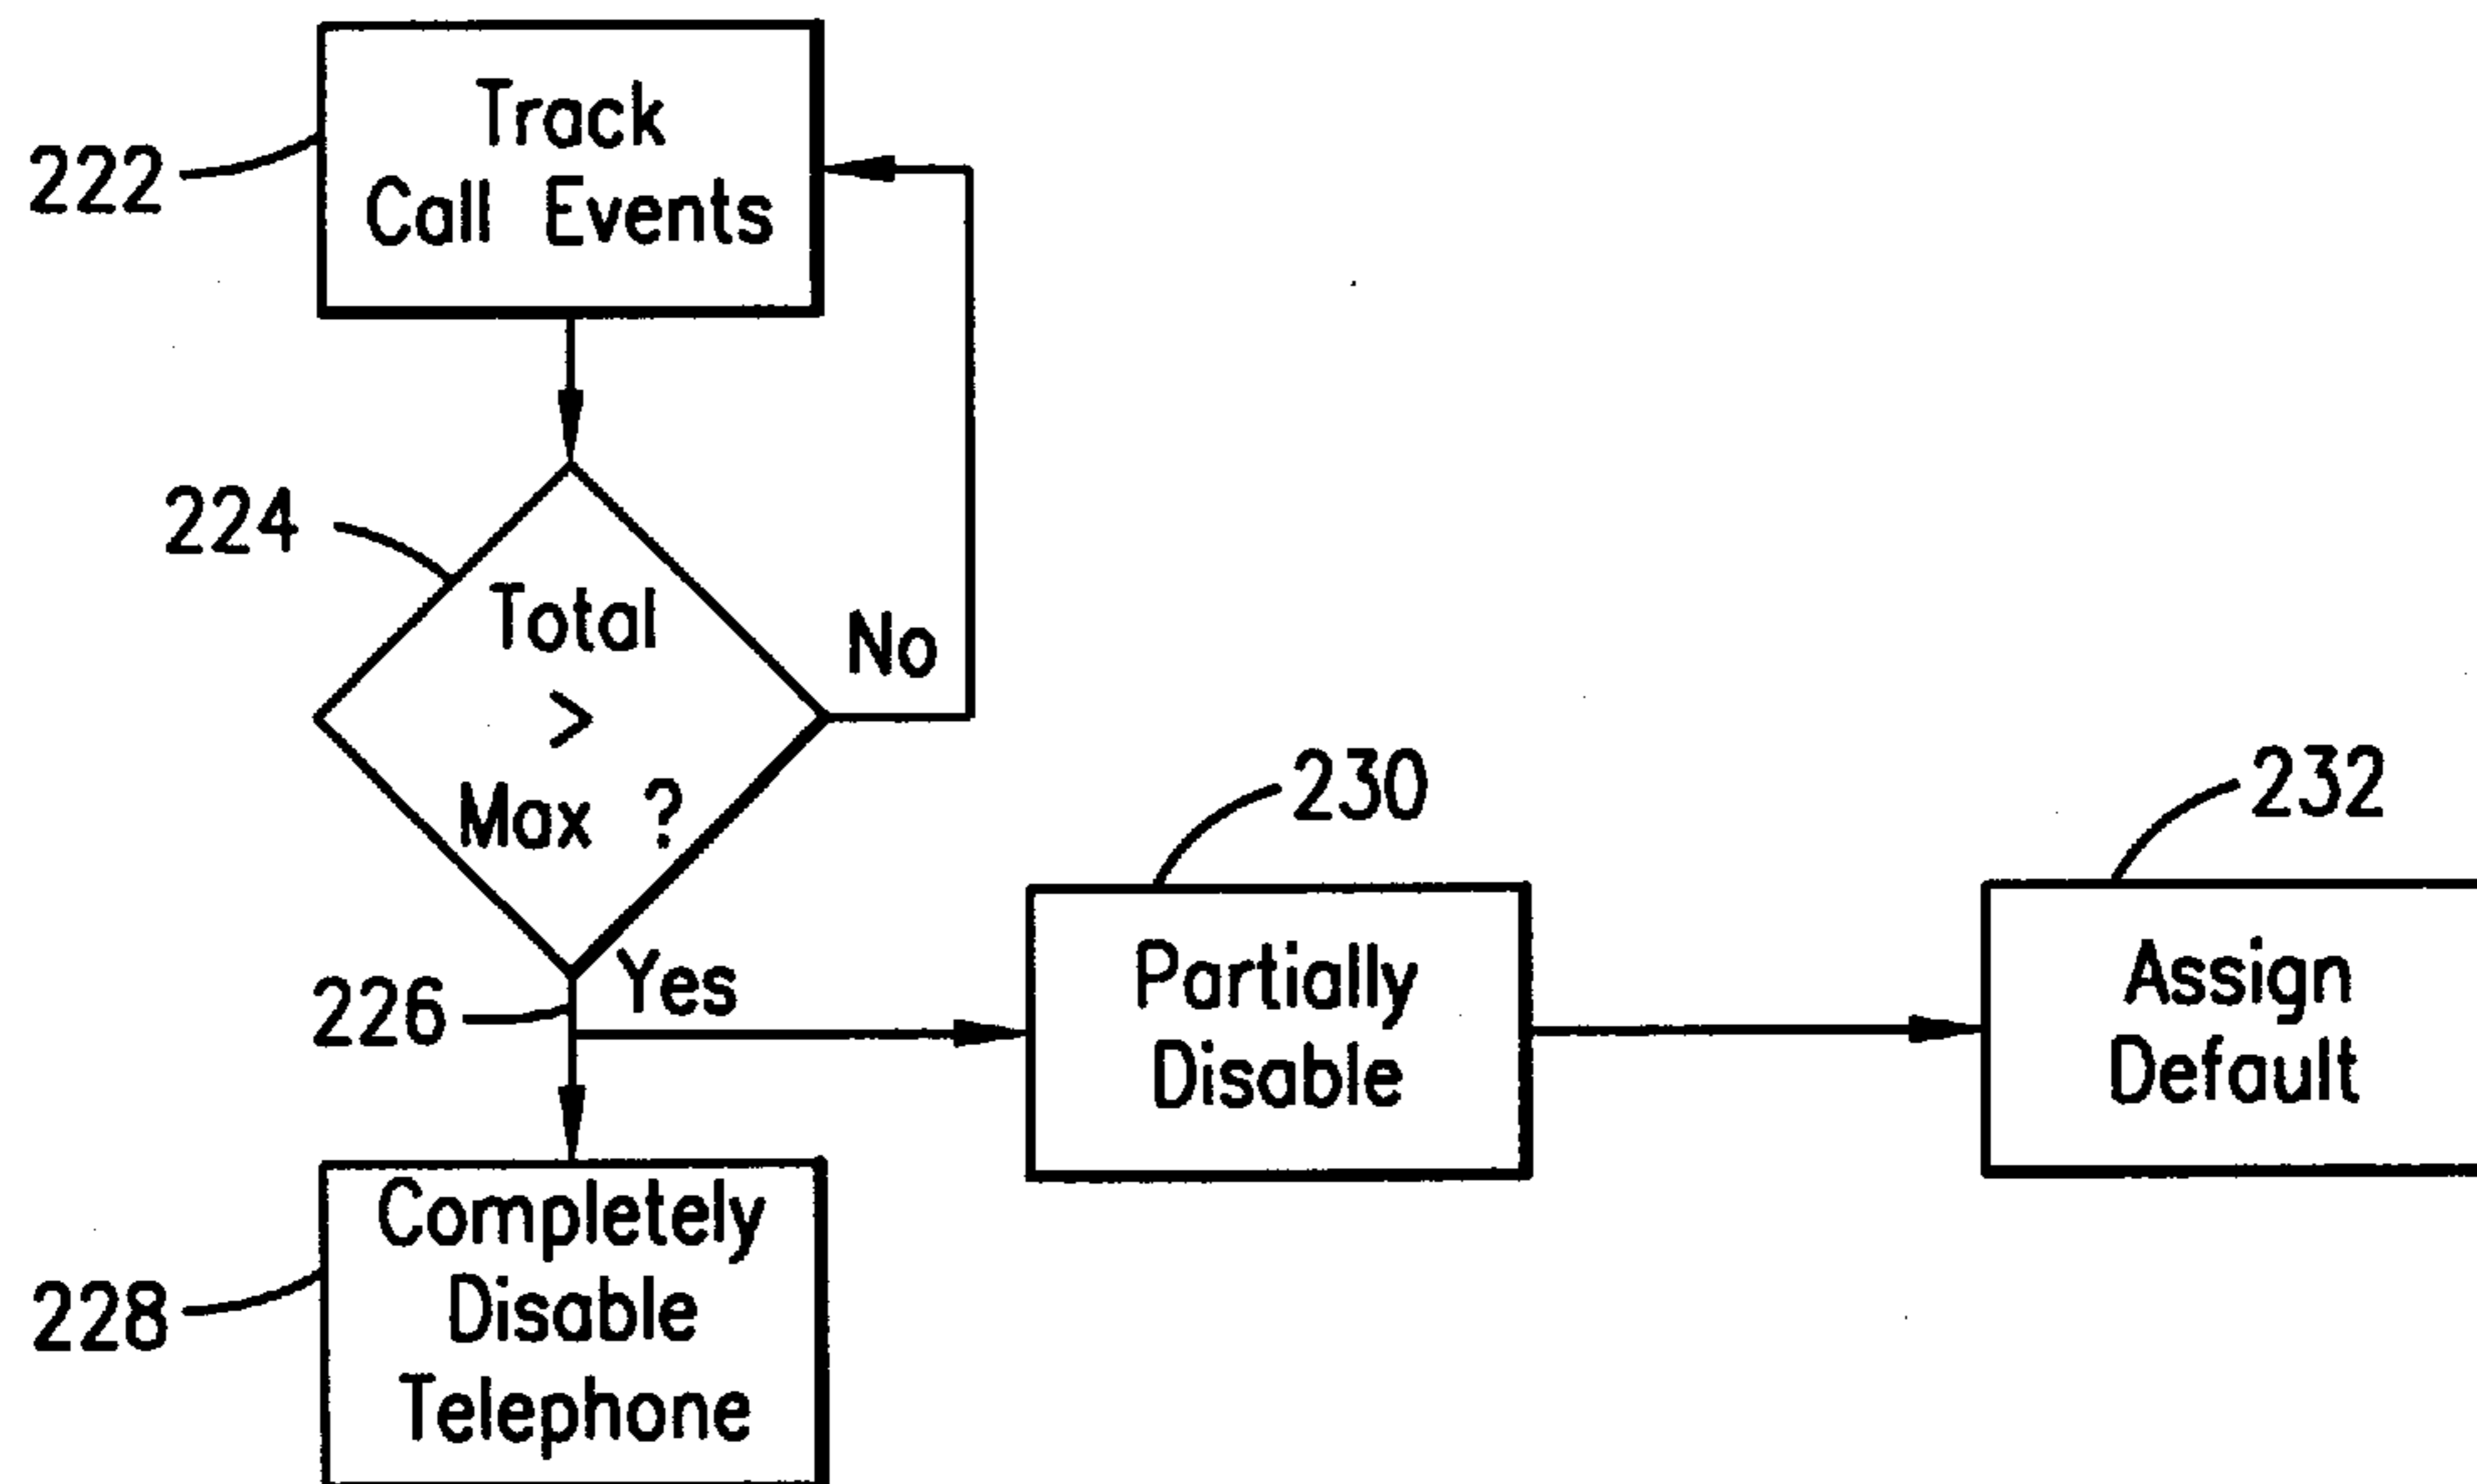 Track
Call Events
222
224
Total
>
Max ?
No
226
Yes
230
Partially
Disable
232
Assign
Default
228
Completely
Disable
Telephone